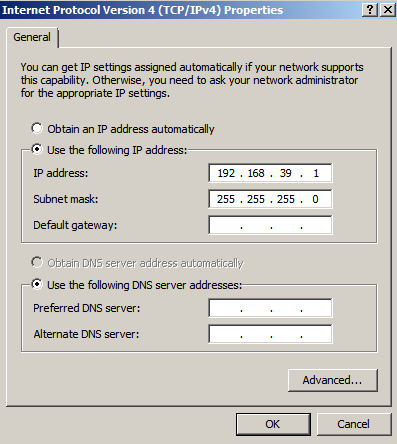 Internet Protocol Version 4 (TCP/IPv4) Properties
General
You can get IP settings assigned automatically if your network supports
this capability. Otherwise, you need to ask your network administrator
for the appropriate IP settings.
Obtain an IP address automatically
Use the following IP address:
IP address: 192 . 168 . 39 . 1
Subnet mask: 255 . 255 . 255 . 0
Default gateway: . . .
Obtain DNS server address automatically
Use the following DNS server addresses:
Preferred DNS server: . . .
Alternate DNS server: . . .
Advanced...
OK Cancel